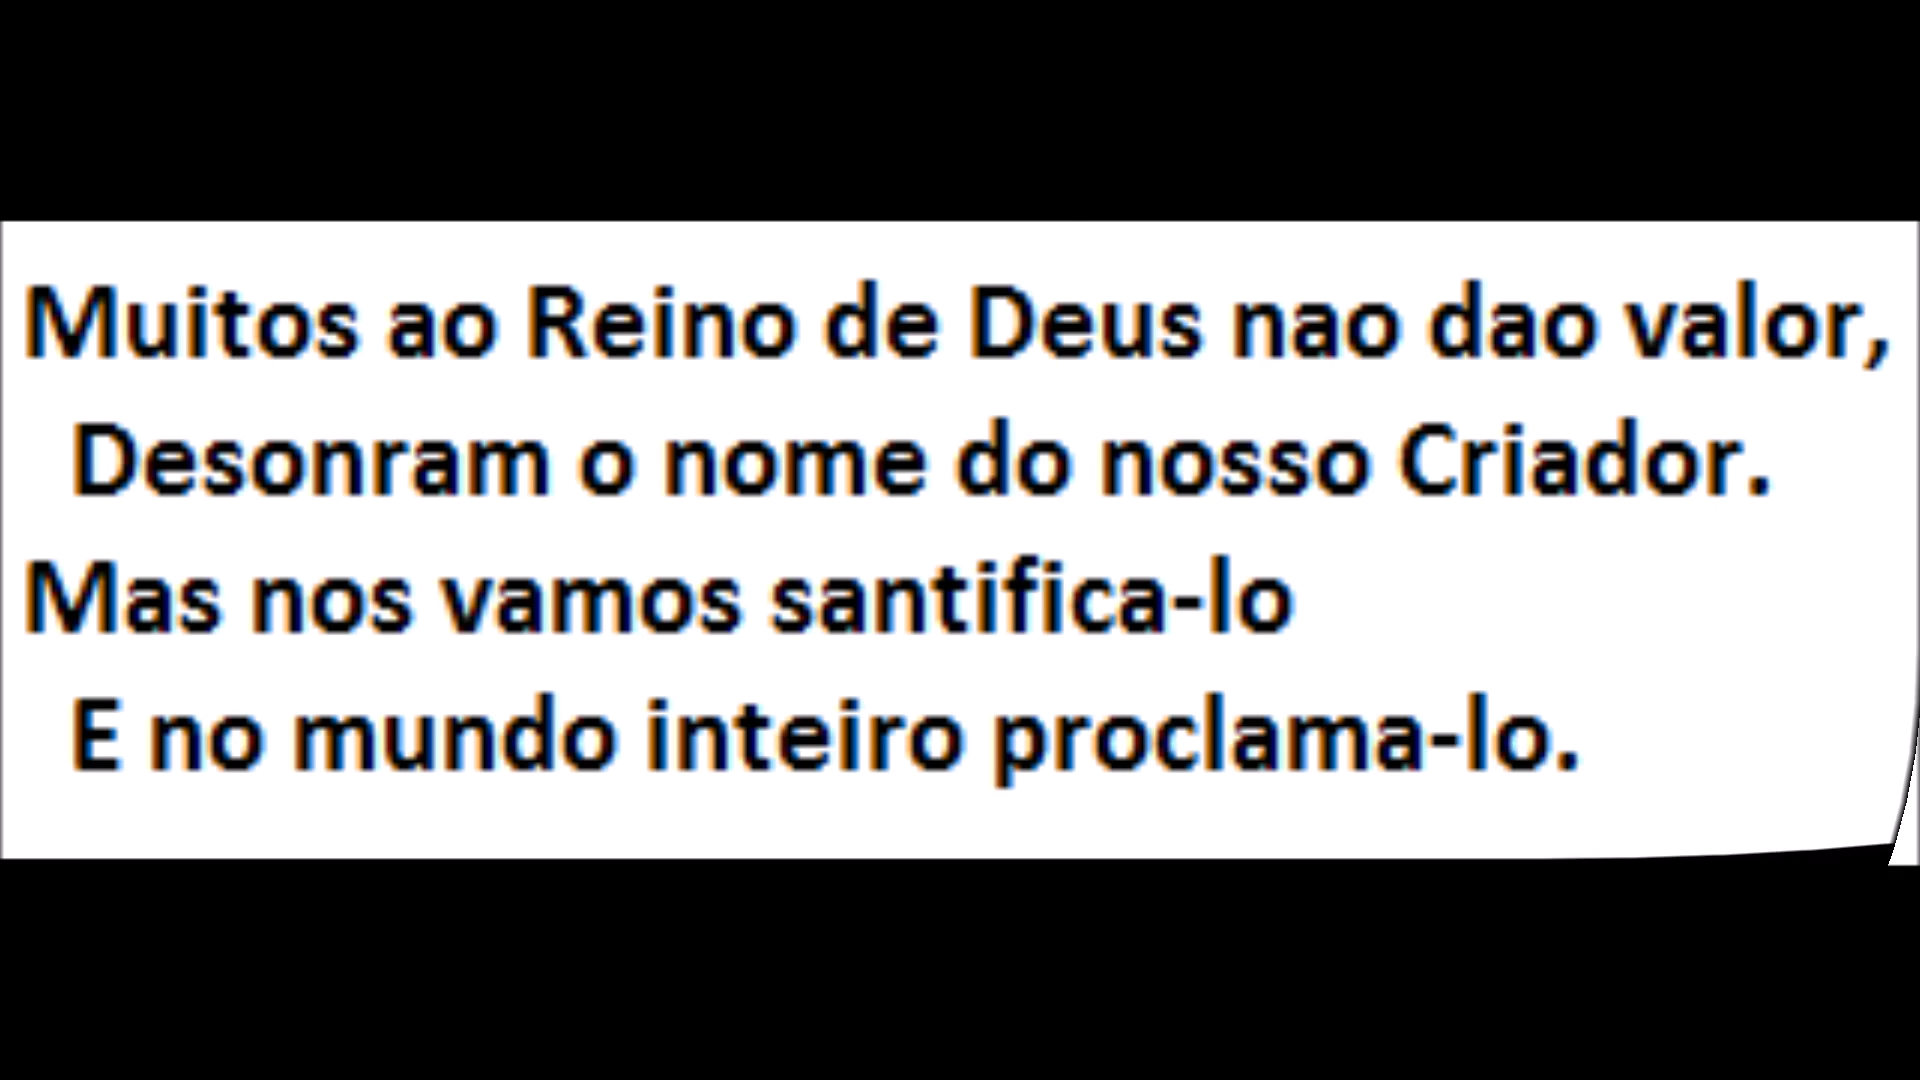 Muitos ao Reino de Deus nao dao valor,
Desonram o nome do nosso Criador.
Mas nos vamos santifica-lo
E no mundo inteiro proclama-lo.